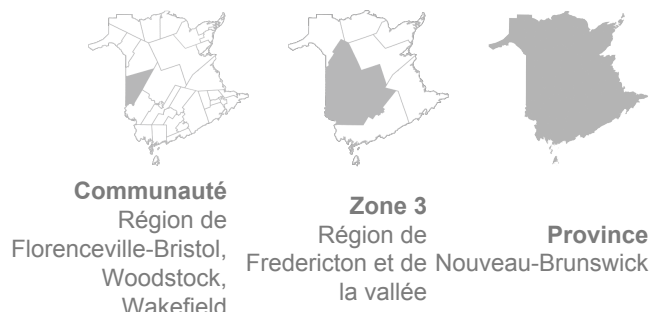 Communauté
Région de
Florenceville-Bristol,
Woodstock,
Wakefield
Zone 3
Région de
Fredericton et de
la vallée
Province
Nouveau-Brunswick